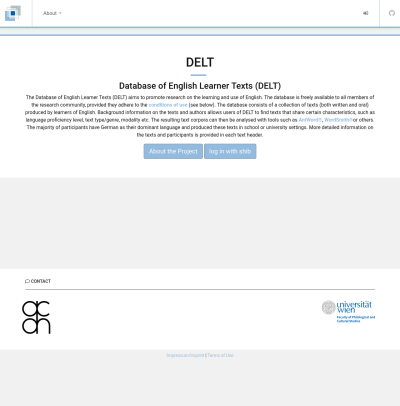 About
DELT
Database of English Learner Texts (DELT)
The Database of English Learner Texts (DELT) aims to promote research on the learning and use of English. The database is freely available to all members of
the research community, provided they adhere to the conditions of use (see below). The database consists of a collection of texts (both written and oral)
produced by learners of English. Background information on the texts and authors allows users of DELT to find texts that share certain characteristics, such as
language proficiency level, text type/genre, modality etc. The resulting text corpora can then be analysed with tools such as AntWordN, WordSmith or others.
The majority of participants have German as their dominant language and produced these texts in school or university settings. More detailed information on
the texts and participants is provided in each text header.
About the Project
log in with shib
CONTACT
ac
dh
universität
wien
Faculty of Philological and
Cultural Studies
Impressum/Imprint | Terms of Use